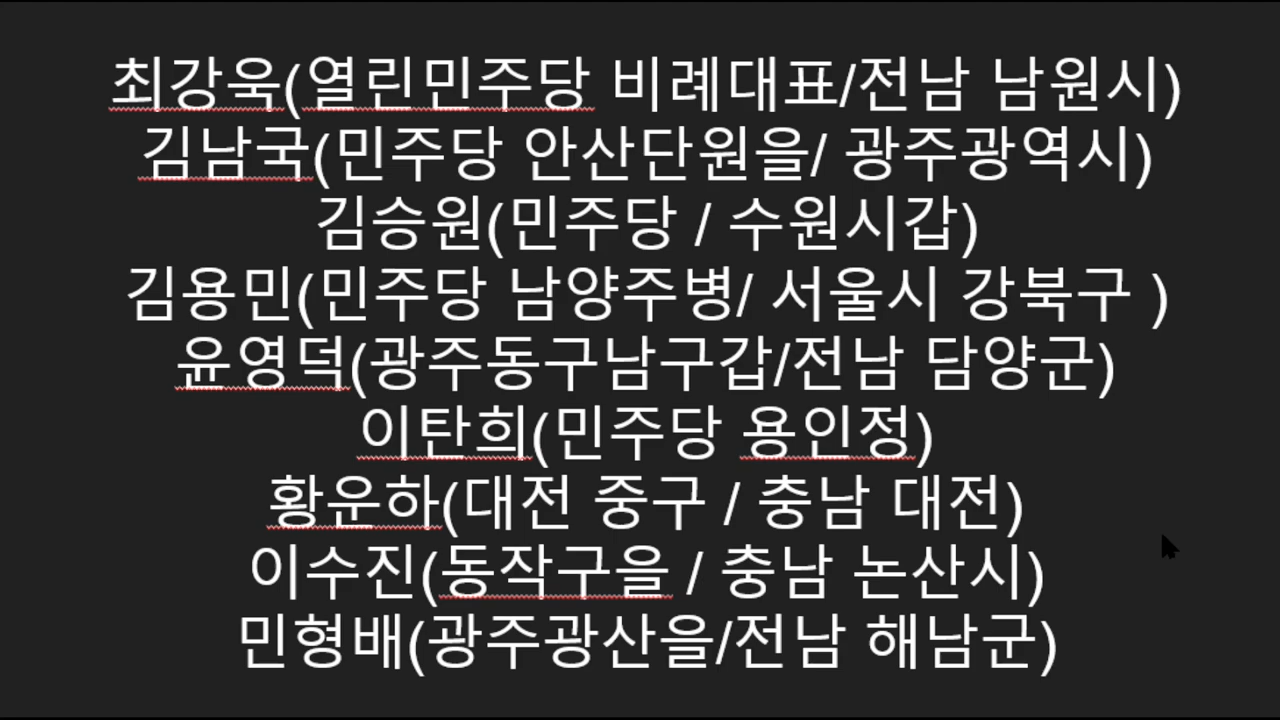 최강욱(열린민주당 비례대표/전남 남원시)
김남국(민주당 안산단원을/ 광주광역시)
김승원(민주당 / 수원시갑)
김용민(민주당 남양주병/ 서울시 강북구 )
윤영덕(광주동구남구갑/전남 담양군)
이탄희(민주당 용인정)
황운하(대전 중구 / 충남 대전)
이수진(동작구을 / 충남 논산시)
민형배(광주광산을/전남 해남군)